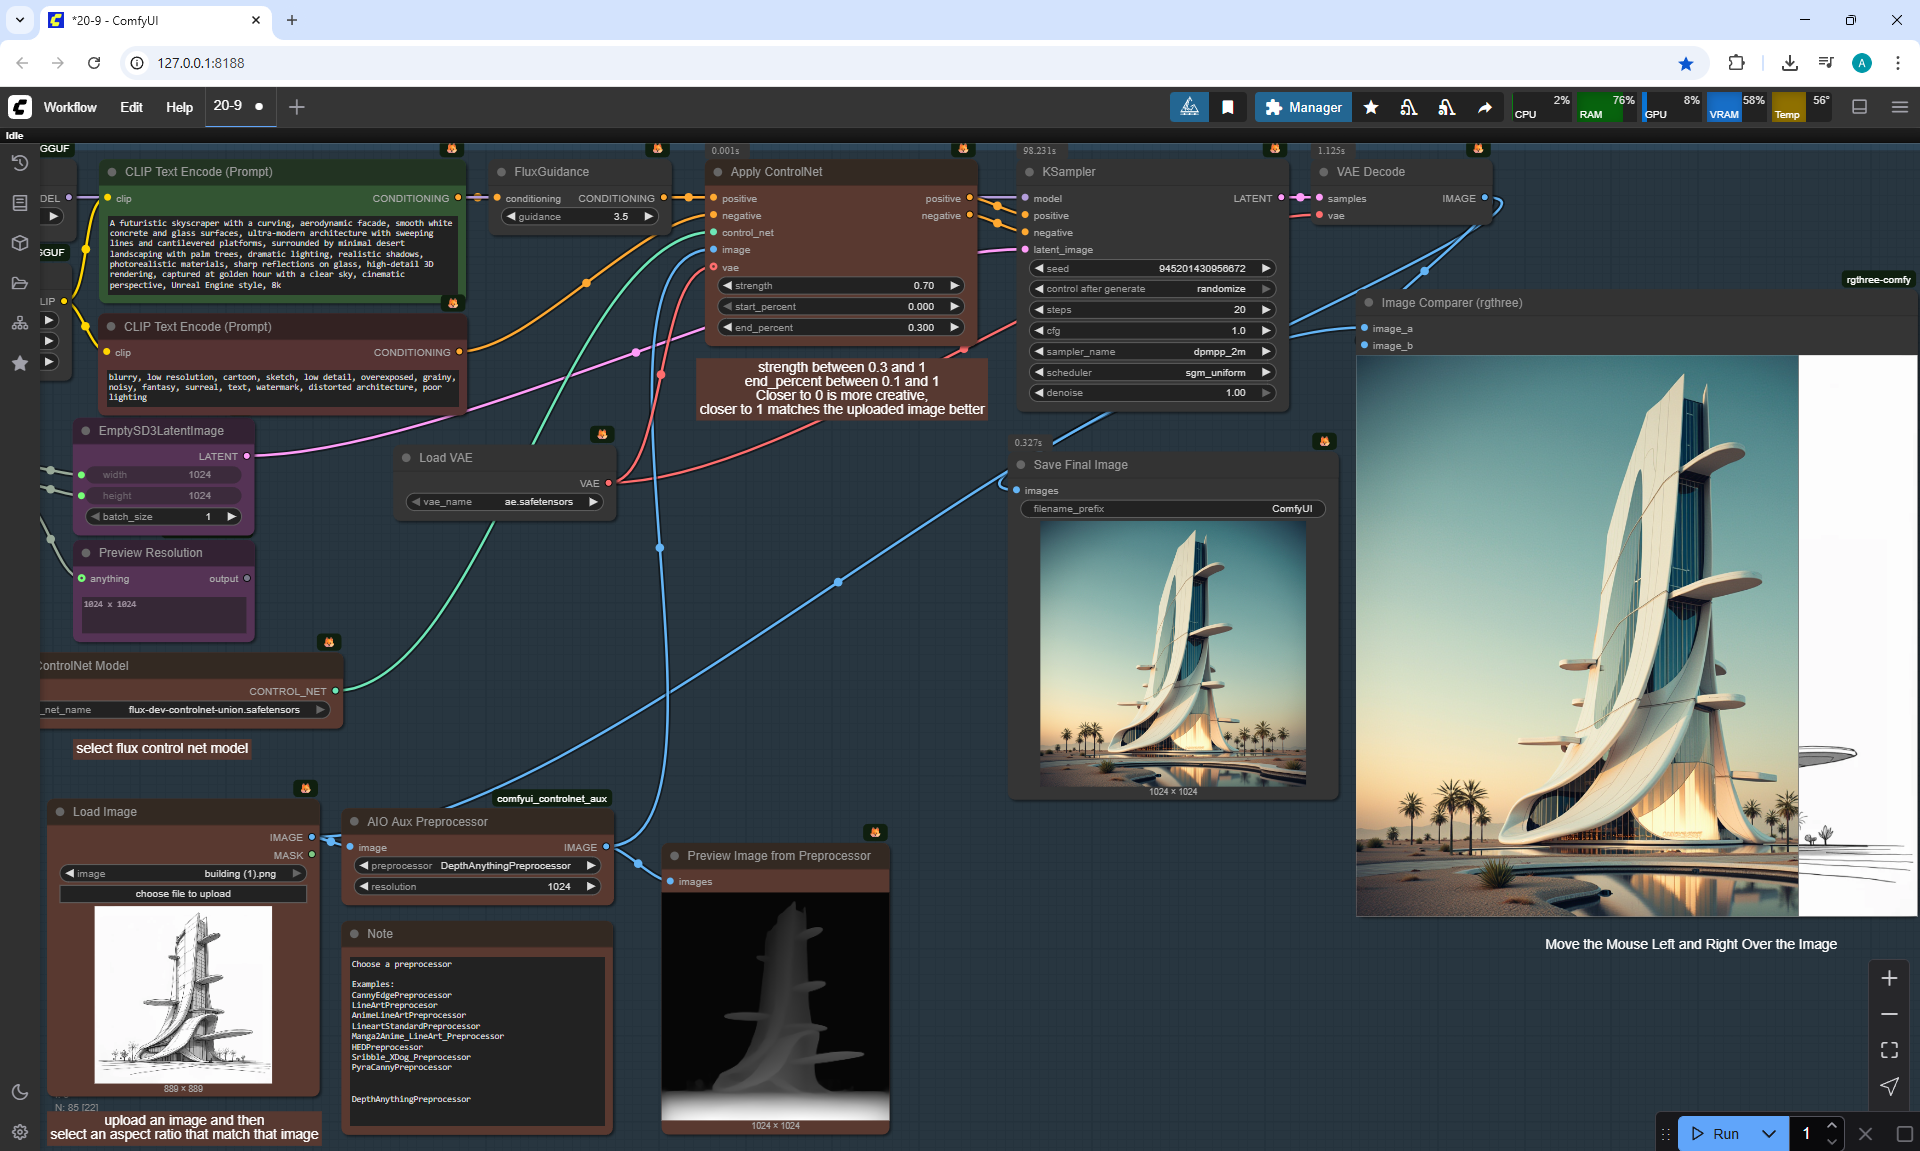 *20-9 - ComfyUI
127.0.0.1:8188
A
Workflow
Edit
Help
20-9
Manager
CPU 2%
RAM 76%
GPU 8%
VRAM 58%
Temp 56°
Idle
GGUF
DEL
GGUF
LIP
CLIP Text Encode (Prompt)
clip
CONDITIONING
A futuristic skyscraper with a curving, aerodynamic facade, smooth white
concrete and glass surfaces, ultra-modern architecture with sweeping
lines and cantilevered platforms, surrounded by minimal desert
landscaping with palm trees, dramatic lighting, realistic shadows,
photorealistic materials, sharp reflections on glass, high-detail 3D
rendering, captured at golden hour with a clear sky, cinematic
perspective, Unreal Engine style, 8k
CLIP Text Encode (Prompt)
clip
CONDITIONING
blurry, low resolution, cartoon, sketch, low detail, overexposed, grainy,
noisy, fantasy, surreal, text, watermark, distorted architecture, poor
lighting
FluxGuidance
conditioning
CONDITIONING
guidance 3.5
0.001s
Apply ControlNet
positive
positive
negative
negative
control_net
image
vae
strength 0.70
start_percent 0.000
end_percent 0.300
strength between 0.3 and 1
end_percent between 0.1 and 1
Closer to 0 is more creative,
closer to 1 matches the uploaded image better
98.231s
KSampler
model
LATENT
positive
negative
latent_image
seed 945201430956672
control after generate randomize
steps 20
cfg 1.0
sampler_name dpmpp_2m
scheduler sgm_uniform
denoise 1.00
1.125s
VAE Decode
samples
IMAGE
vae
rgthree-comfy
Image Comparer (rgthree)
image_a
image_b
Move the Mouse Left and Right Over the Image
EmptySD3LatentImage
LATENT
width 1024
height 1024
batch_size 1
Preview Resolution
anything
output
1024 x 1024
Load VAE
VAE
vae_name ae.safetensors
0.327s
Save Final Image
images
filename_prefix ComfyUI
1024 × 1024
ControlNet Model
CONTROL_NET
_net_name flux-dev-controlnet-union.safetensors
select flux control net model
Load Image
IMAGE
MASK
image building (1).png
choose file to upload
889 × 889
N: 85 [22]
upload an image and then
select an aspect ratio that match that image
comfyui_controlnet_aux
AIO Aux Preprocessor
image
IMAGE
preprocessor DepthAnythingPreprocessor
resolution 1024
Note
Choose a preprocessor
Examples:
CannyEdgePreprocessor
LineArtPreprocesor
AnimeLineArtPreprocessor
LineartStandardPreprocessor
Manga2Anime_LineArt_Preprocessor
HEDPreprocessor
Sribble_XDog_Preprocessor
PyraCannyPreprocessor
DepthAnythingPreprocessor
Preview Image from Preprocessor
images
1024 × 1024
Run
1